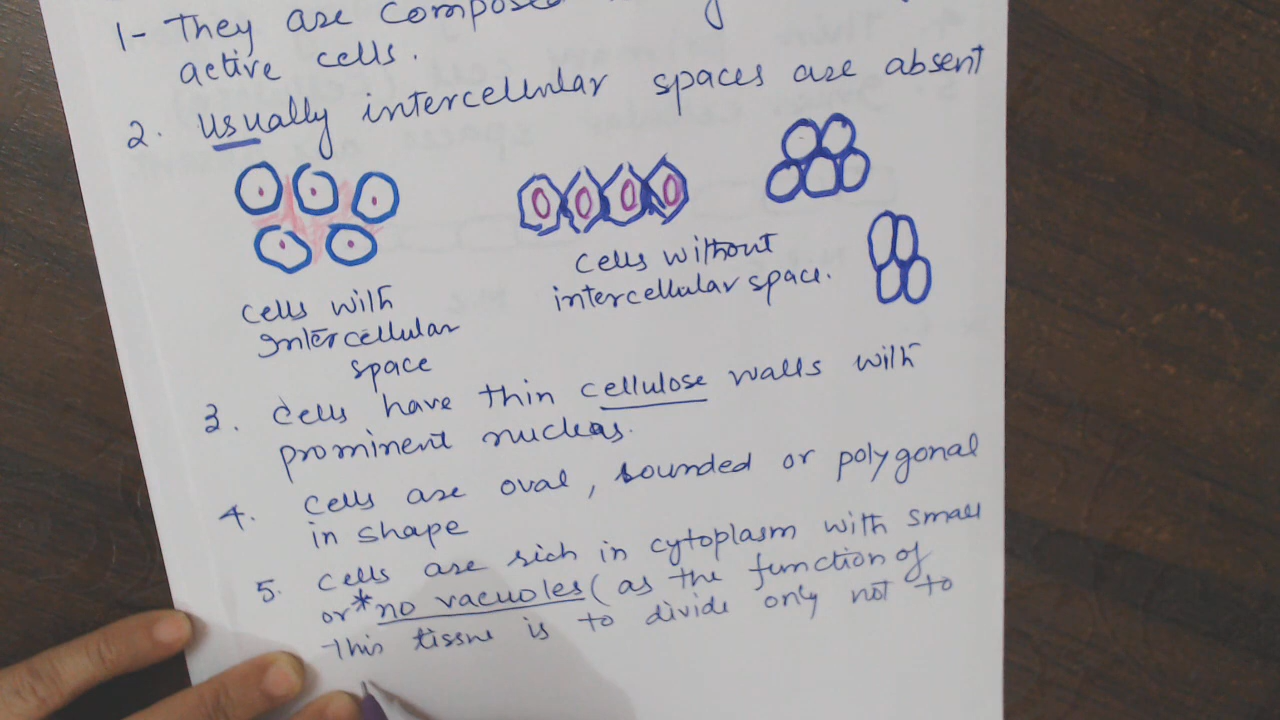 1- They are composed
active cells.
2. usually intercellular spaces are absent
cells with
Intercellular
space
cells without
intercellular space.
3. cells have thin cellulose walls with
prominent nucleas.
4. cells are oval, rounded or polygonal
in shape
5. cells are rich in cytoplasm with small
or *no vacuoles (as the function of
this tissue is to divide only not to